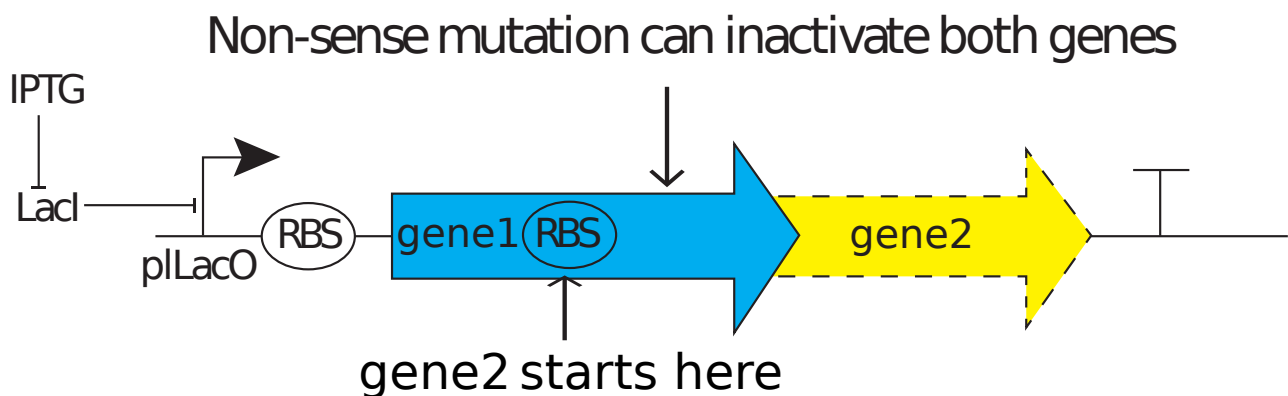 Non-sense mutation can inactivate both genes
IPTG
LacI
plLacO
RBS
gene1
RBS
gene2
gene2 starts here